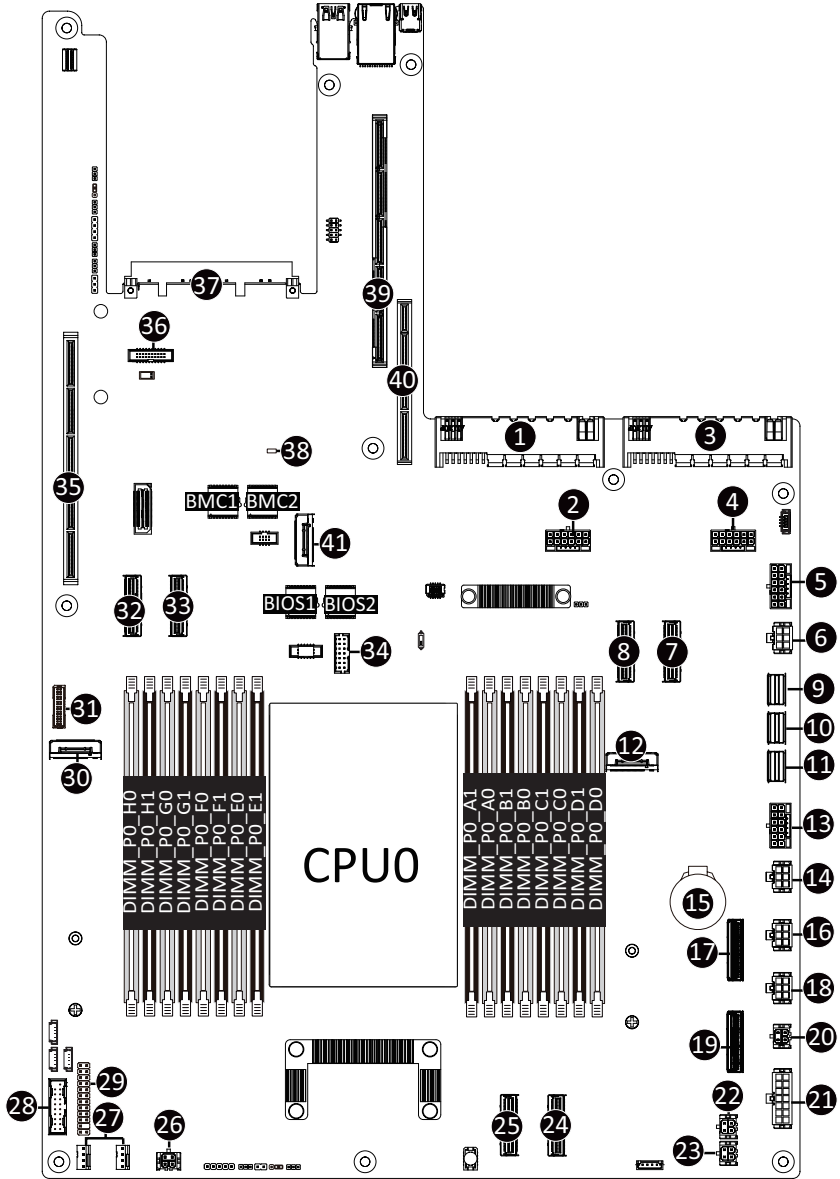 37
36
39
40
1
3
38
35
BMC1 BMC2
2
4
41
5
32
33
BIOS1 BIOS2
6
34
8
7
31
9
10
30
12
11
DIMM_P0_H0
DIMM_P0_H1
DIMM_P0_G0
DIMM_P0_G1
DIMM_P0_F0
DIMM_P0_F1
DIMM_P0_E0
DIMM_P0_E1
CPU0
DIMM_P0_A1
DIMM_P0_A0
DIMM_P0_B1
DIMM_P0_B0
DIMM_P0_C1
DIMM_P0_C0
DIMM_P0_D1
DIMM_P0_D0
13
14
15
16
17
18
19
20
29
28
21
27
26
25
24
22
23